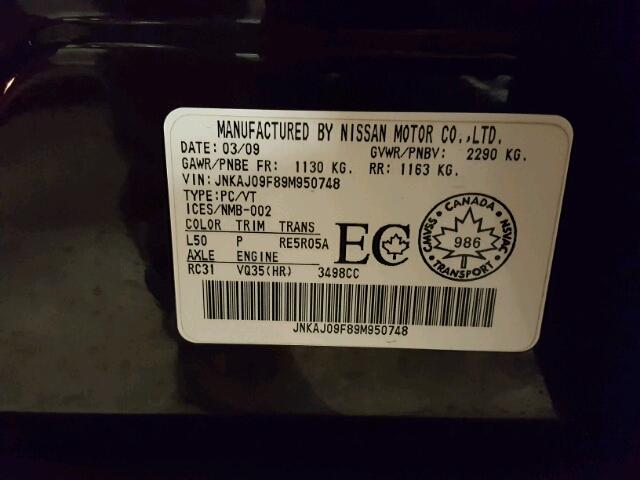 MANUFACTURED BY NISSAN MOTOR CO.,LTD.
DATE: 03/09 GVWR/PNBV: 2290 KG.
GAWR/PNBE FR: 1130 KG. RR: 1163 KG.
VIN:JNKAJ09F89M950748
TYPE:PC/VT
ICES/NMB-002
COLOR TRIM TRANS
L50 P RE5R05A
AXLE ENGINE
RC31 VQ35(HR) 3498CC
EC
CANADA
CMVSS NSVAC
986
TRANSPORT
JNKAJ09F89M950748